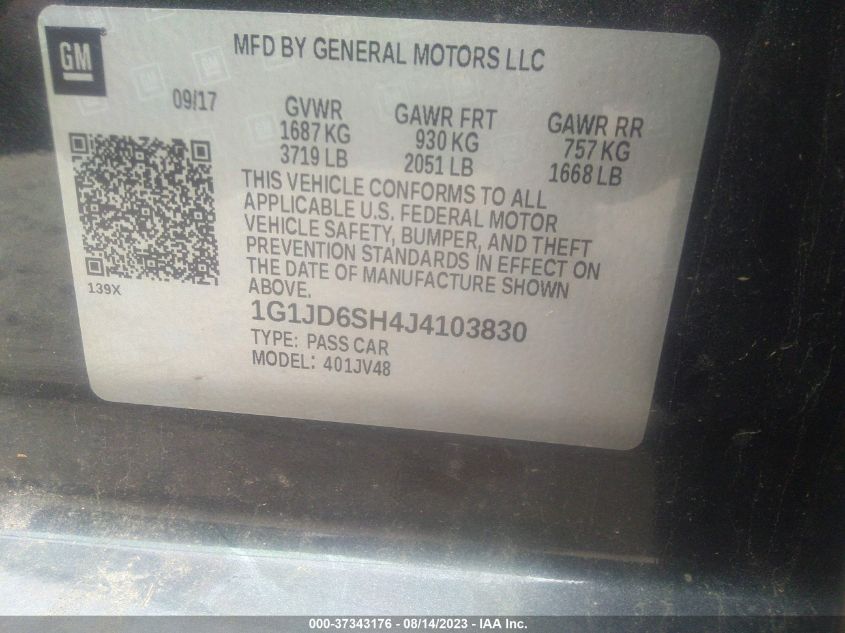 GM
MFD BY GENERAL MOTORS LLC
09/17
GVWR
1687 KG
3719 LB
GAWR FRT
930 KG
2051 LB
GAWR RR
757 KG
1668 LB
THIS VEHICLE CONFORMS TO ALL
APPLICABLE U.S. FEDERAL MOTOR
VEHICLE SAFETY, BUMPER, AND THEFT
PREVENTION STANDARDS IN EFFECT ON
THE DATE OF MANUFACTURE SHOWN
ABOVE.
139X
1G1JD6SH4J4103830
TYPE: PASS CAR
MODEL: 401JV48
000-37343176 - 08/14/2023 - IAA Inc.